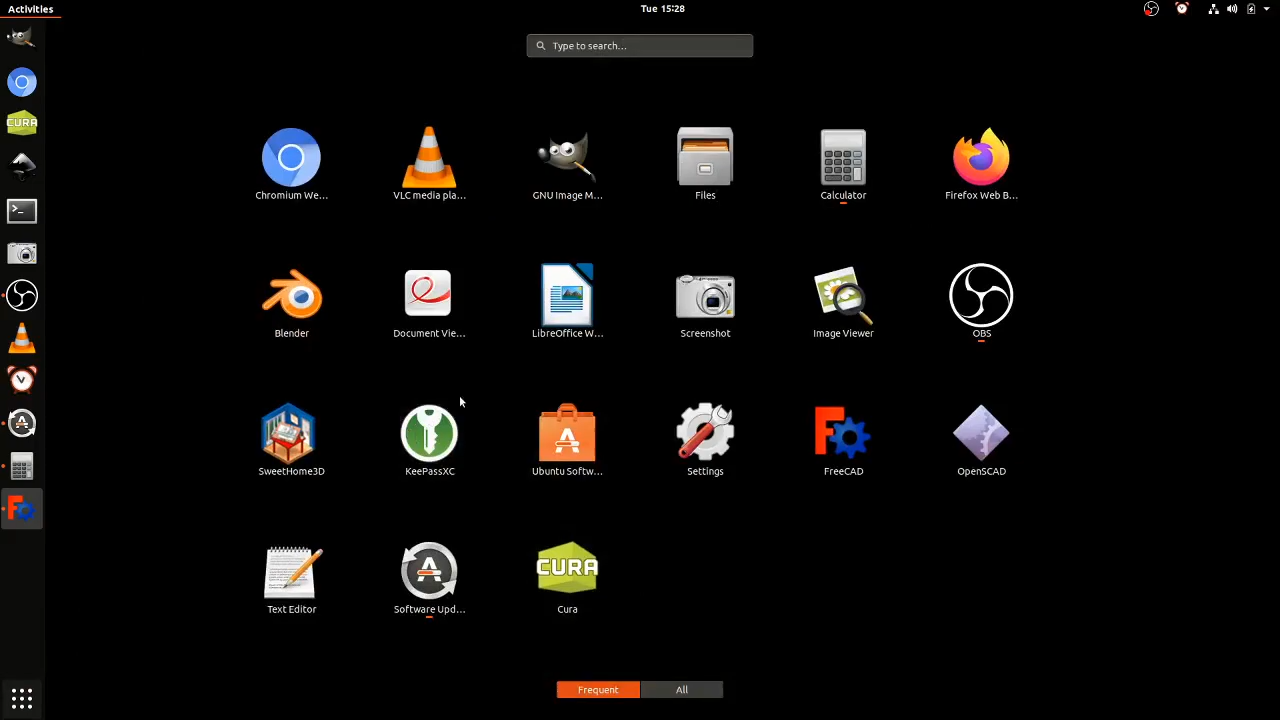 Activities
Tue 15:28
Type to search...
CURA
Chromium We...
VLC media pla...
GNU Image M...
Files
Calculator
Firefox Web B...
Blender
Document Vie...
LibreOffice W...
Screenshot
Image Viewer
OBS
SweetHome3D
KeePassXC
Ubuntu Softw...
Settings
FreeCAD
OpenSCAD
Text Editor
Software Upd...
CURA
Cura
Frequent
All